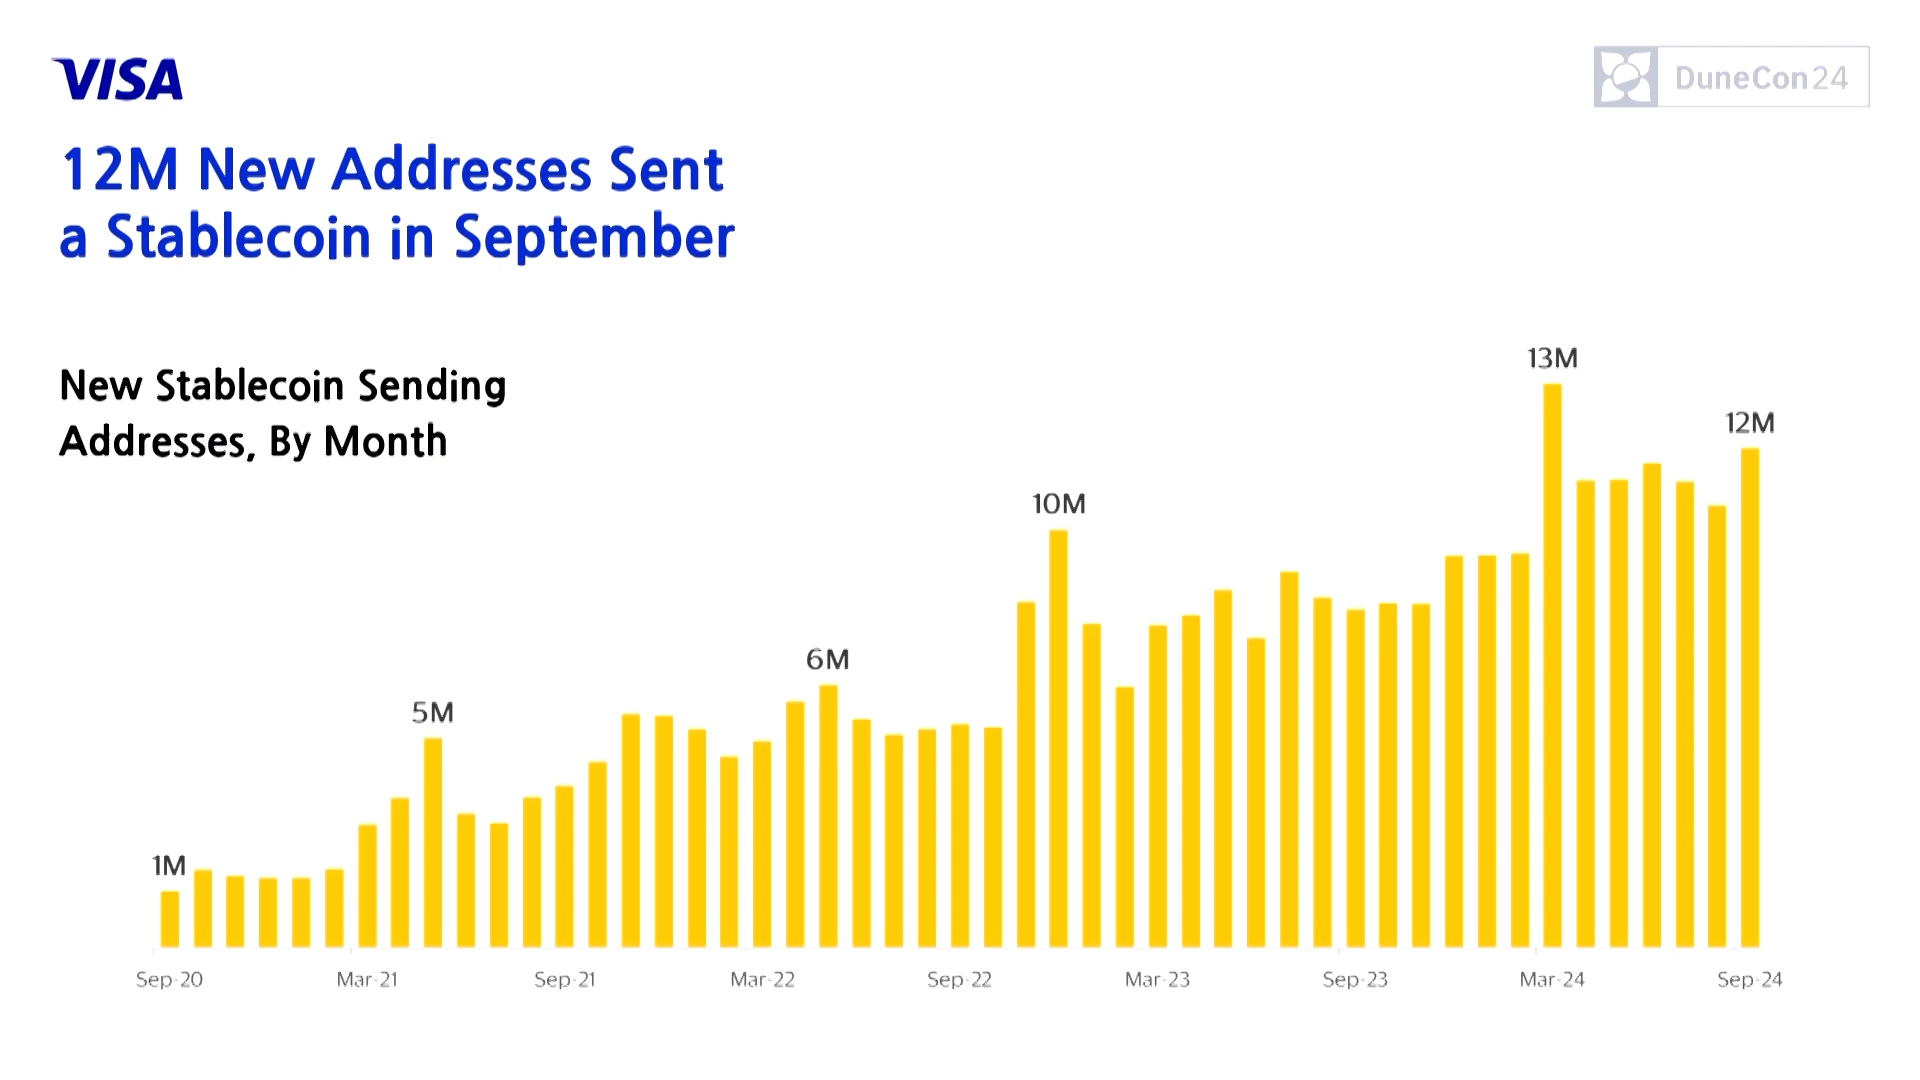 VISA
DuneCon24
12M New Addresses Sent
a Stablecoin in September
New Stablecoin Sending
Addresses, By Month
1M
5M
6M
10M
13M
12M
Sep-20
Mar-21
Sep-21
Mar-22
Sep-22
Mar-23
Sep-23
Mar-24
Sep-24